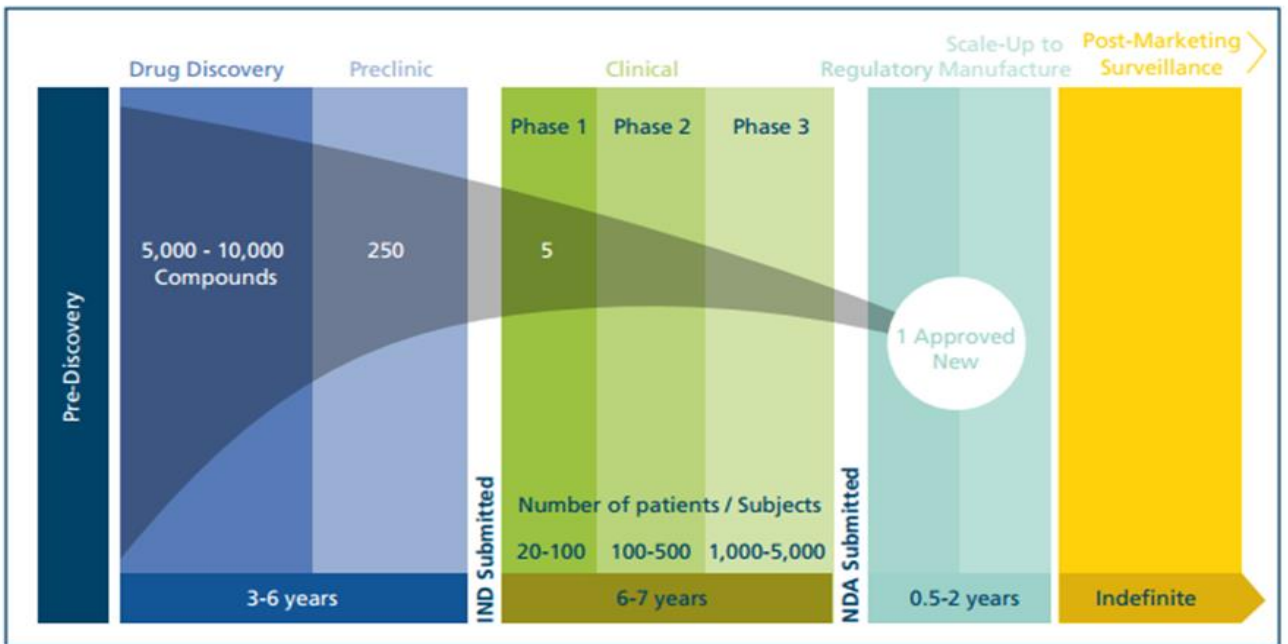 Drug Discovery
Preclinic
Clinical
Regulatory
Scale-Up to
Manufacture
Post-Marketing
Surveillance
Pre-Discovery
Phase 1
Phase 2
Phase 3
5,000 - 10,000
Compounds
250
5
1 Approved
New
IND Submitted
Number of patients / Subjects
20-100
100-500
1,000-5,000
NDA Submitted
3-6 years
6-7 years
0.5-2 years
Indefinite